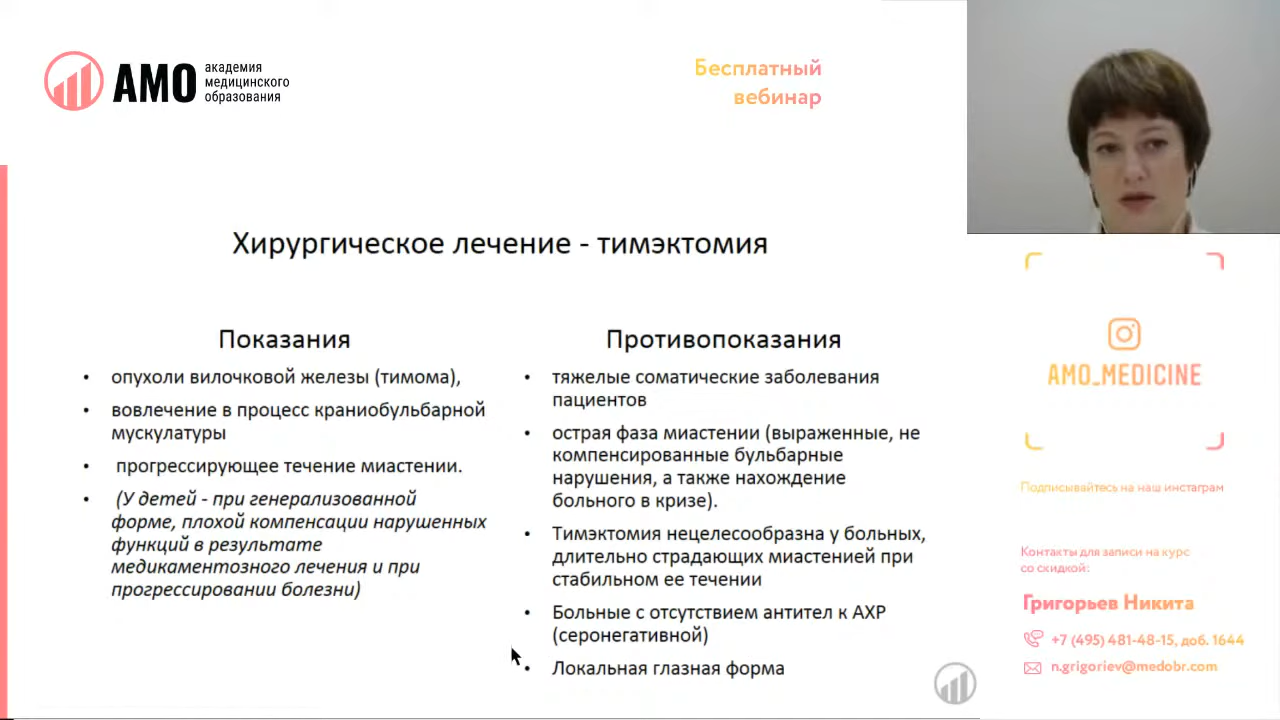 АМО
академия
медицинского
образования
Бесплатный
вебинар
Хирургическое лечение - тимэктомия
Показания
• опухоли вилочковой железы (тимома),
• вовлечение в процесс краниобульбарной
мускулатуры
• прогрессирующее течение миастении.
• (У детей - при генерализованной
форме, плохой компенсации нарушенных
функций в результате
медикаментозного лечения и при
прогрессировании болезни)
Противопоказания
• тяжелые соматические заболевания
пациентов
• острая фаза миастении (выраженные, не
компенсированные бульбарные
нарушения, а также нахождение
больного в кризе).
• Тимэктомия нецелесообразна у больных,
длительно страдающих миастенией при
стабильном ее течении
• Больные с отсутствием антител к АХР
(серонегативной)
• Локальная глазная форма
AMO_MEDICINE
Подписывайтесь на наш инстаграм
Контакты для записи на курс
со скидкой:
Григорьев Никита
+7 (495) 481-48-15, доб. 1644
n.grigoriev@medobr.com